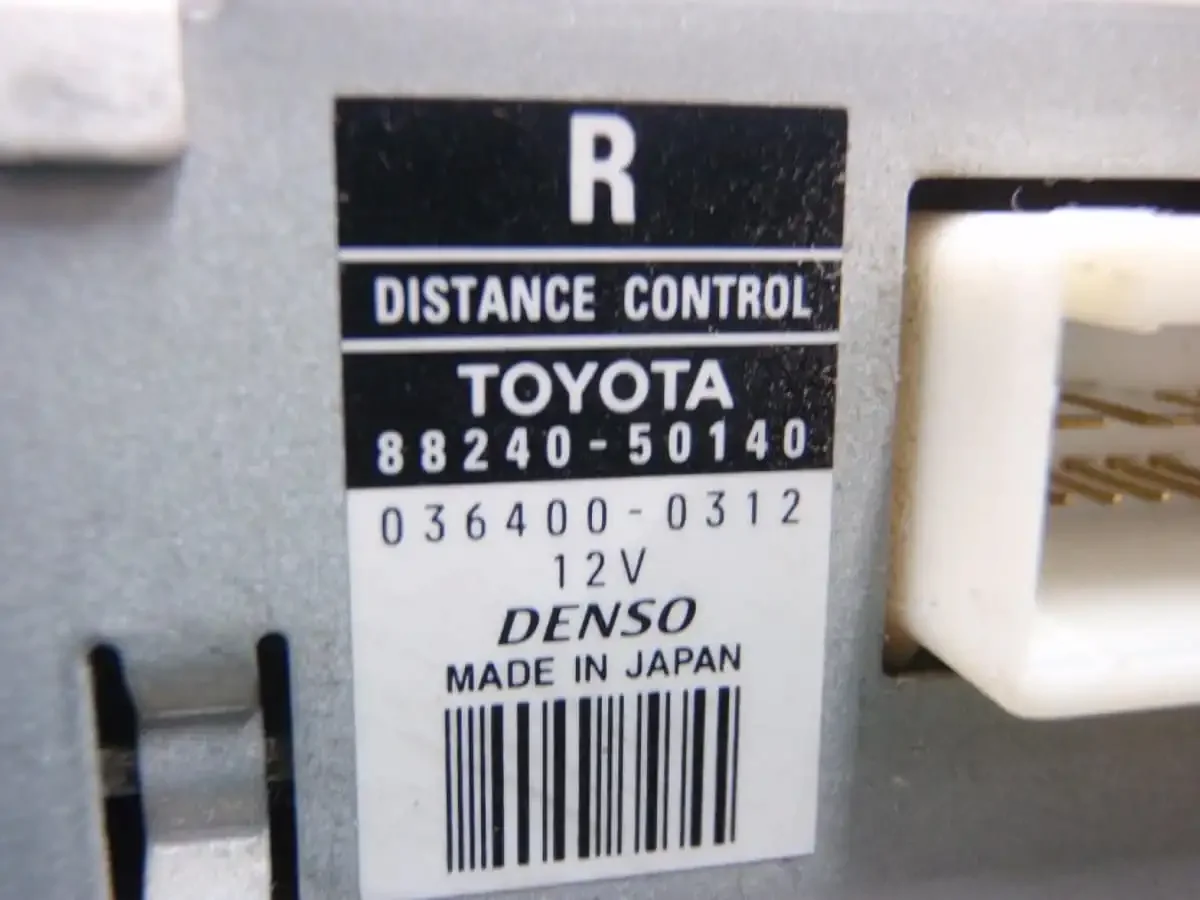 R
DISTANCE CONTROL
TOYOTA
88240-50140
036400-0312
12V
DENSO
MADE IN JAPAN